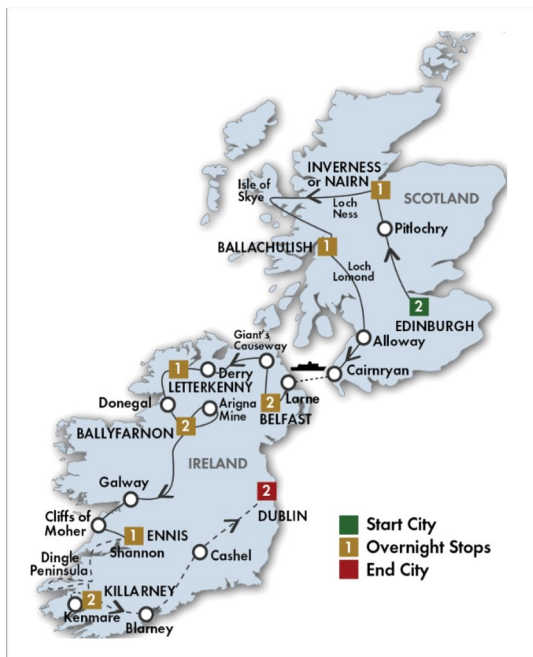 INVERNESS
or NAIRN
1
SCOTLAND
Isle of
Skye
Loch
Ness
Pitlochry
BALLACHULISH
1
Loch
Lomond
2
EDINBURGH
Alloway
Giant's
Causeway
Cairnryan
1
Derry
LETTERKENNY
Larne
Donegal
Arigna
Mine
2
BELFAST
BALLYFARNON
2
IRELAND
Galway
2
DUBLIN
Cliffs of
Moher
1
ENNIS
Shannon
Start City
1
Overnight Stops
End City
Cashel
Dingle
Peninsula
2
KILLARNEY
Kenmare
Blarney